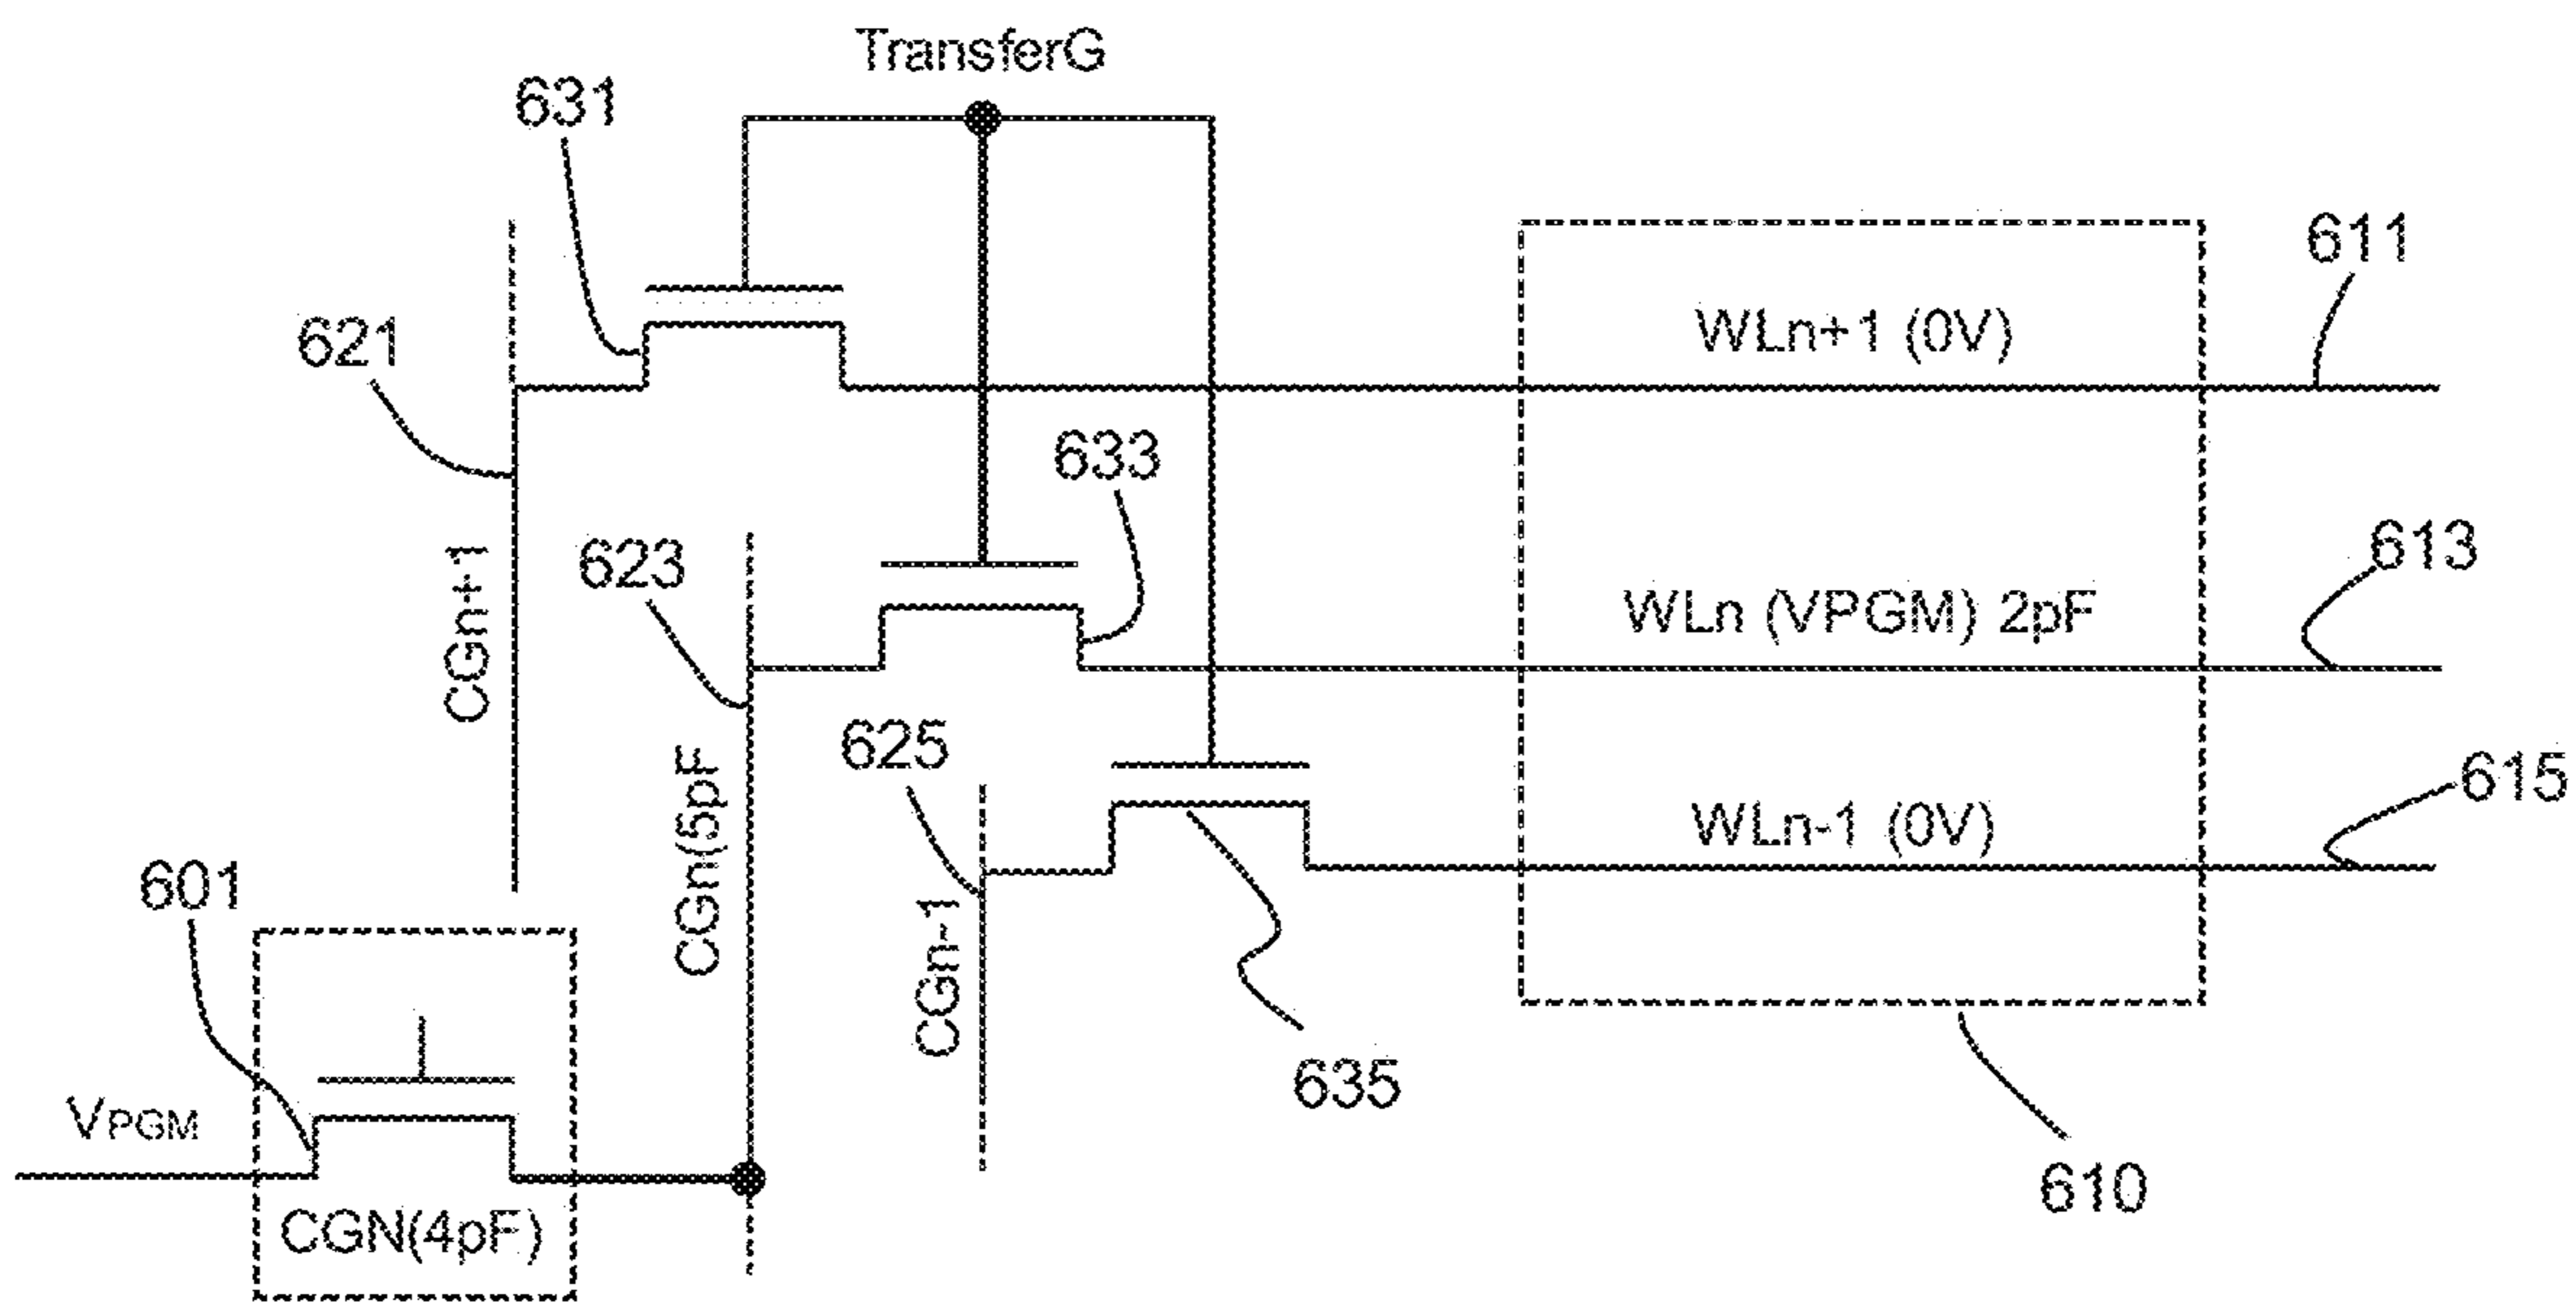 TransferG
631
611
WLn+1 (0V)
621
633
613
623
CGn+1
WLn (VPGM) 2pF
625
615
CGn(5pF
WLn-1 (0V)
601
CGn-1
635
VPGM
610
CGN(4pF)